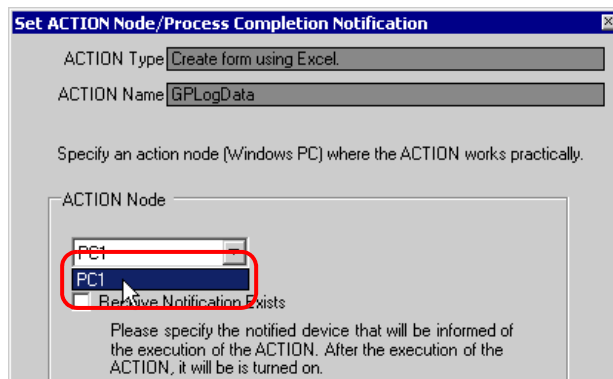 Set ACTION Node/Process Completion Notification
ACTION Type Create form using Excel.
ACTION Name GPLogData
Specify an action node (Windows PC) where the ACTION works practically.
ACTION Node
PC1
PC1
Receive Notification Exists
Please specify the notified device that will be informed of
the execution of the ACTION. After the execution of the
ACTION, it will be is turned on.